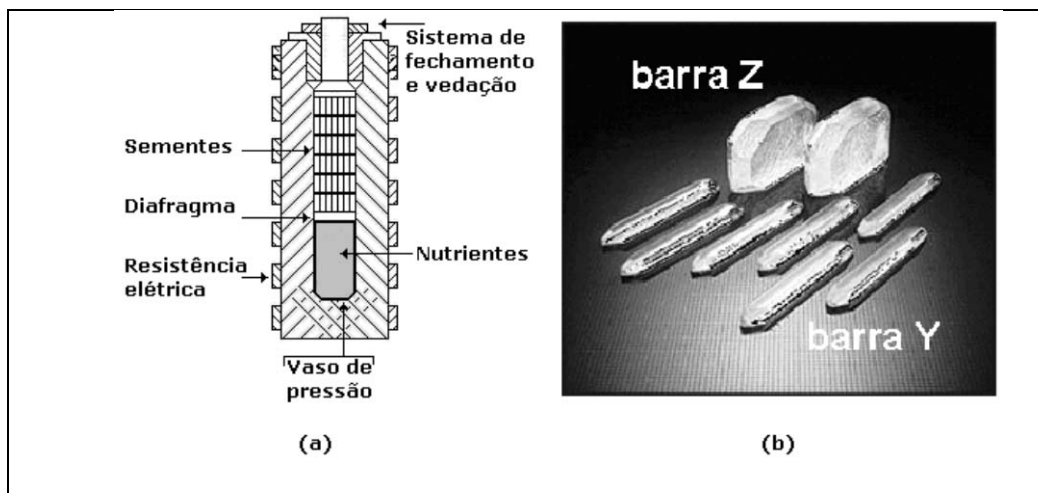 Sistema de
fechamento
e vedação
Sementes
Diafragma
Nutrientes
Resistência
elétrica
Vaso de
pressão
(a)
barra Z
barra Y
(b)